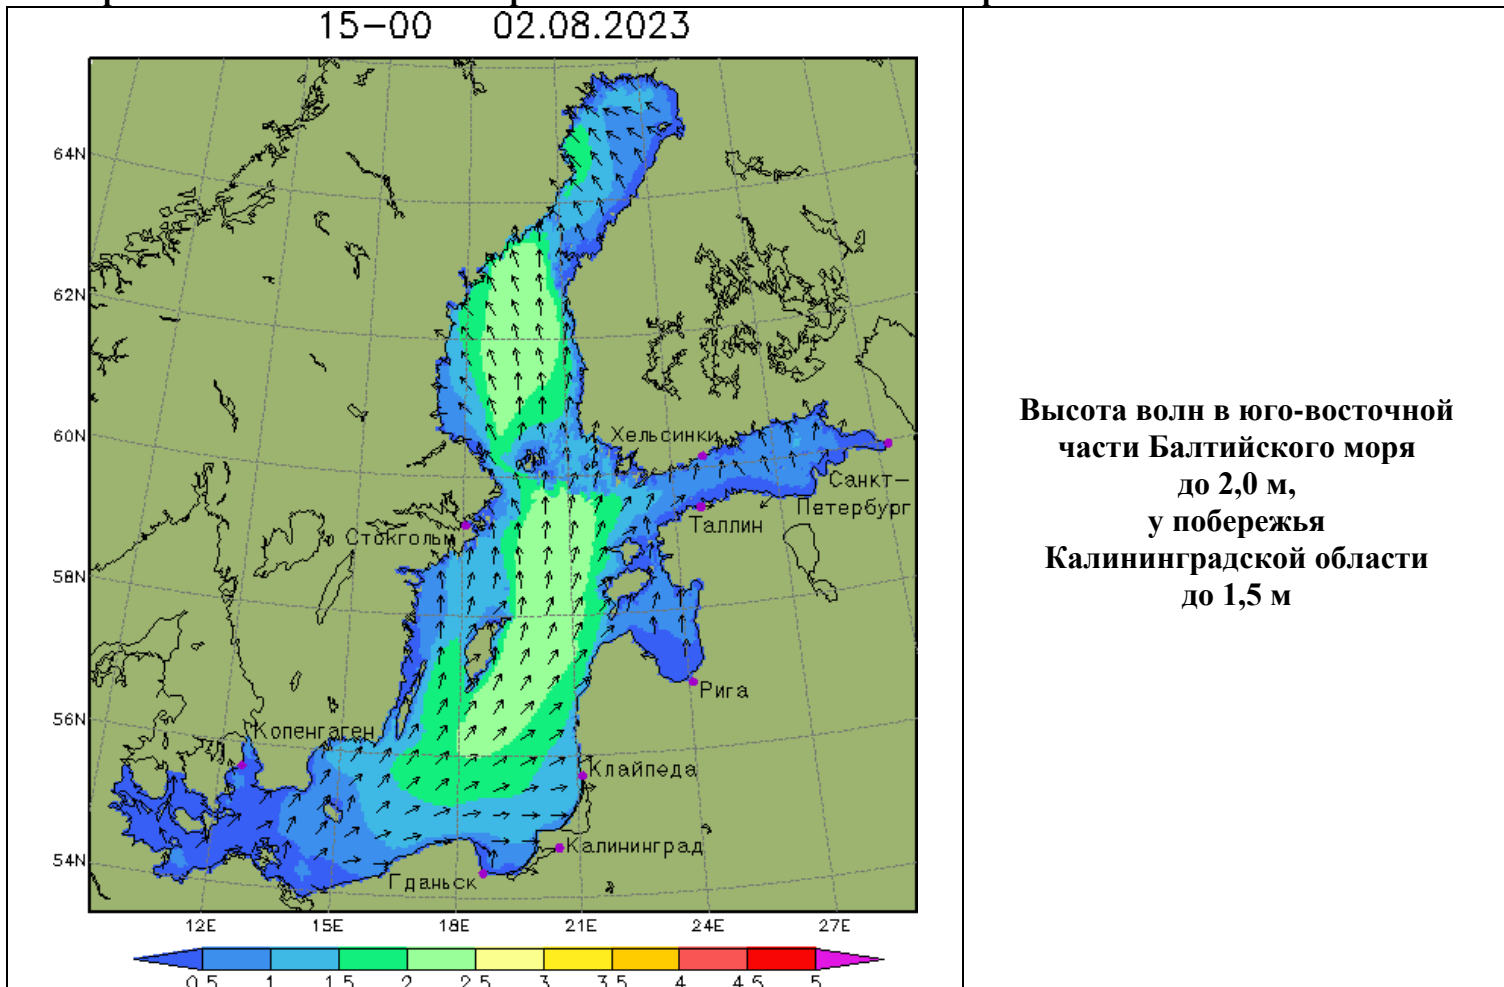 15-00 02.08.2023
64N
62N
60N
58N
56N
54N
Хельсинки
Санкт-
Петербург
Таллин
Стокгольм
Рига
Копенгаген
Клайпеда
Калининград
Гданьск
12E 15E 18E 21E 24E 27E
0.5 1 1.5 2 2.5 3 3.5 4 4.5 5
Высота волн в юго-восточной
части Балтийского моря
до 2,0 м,
у побережья
Калининградской области
до 1,5 м